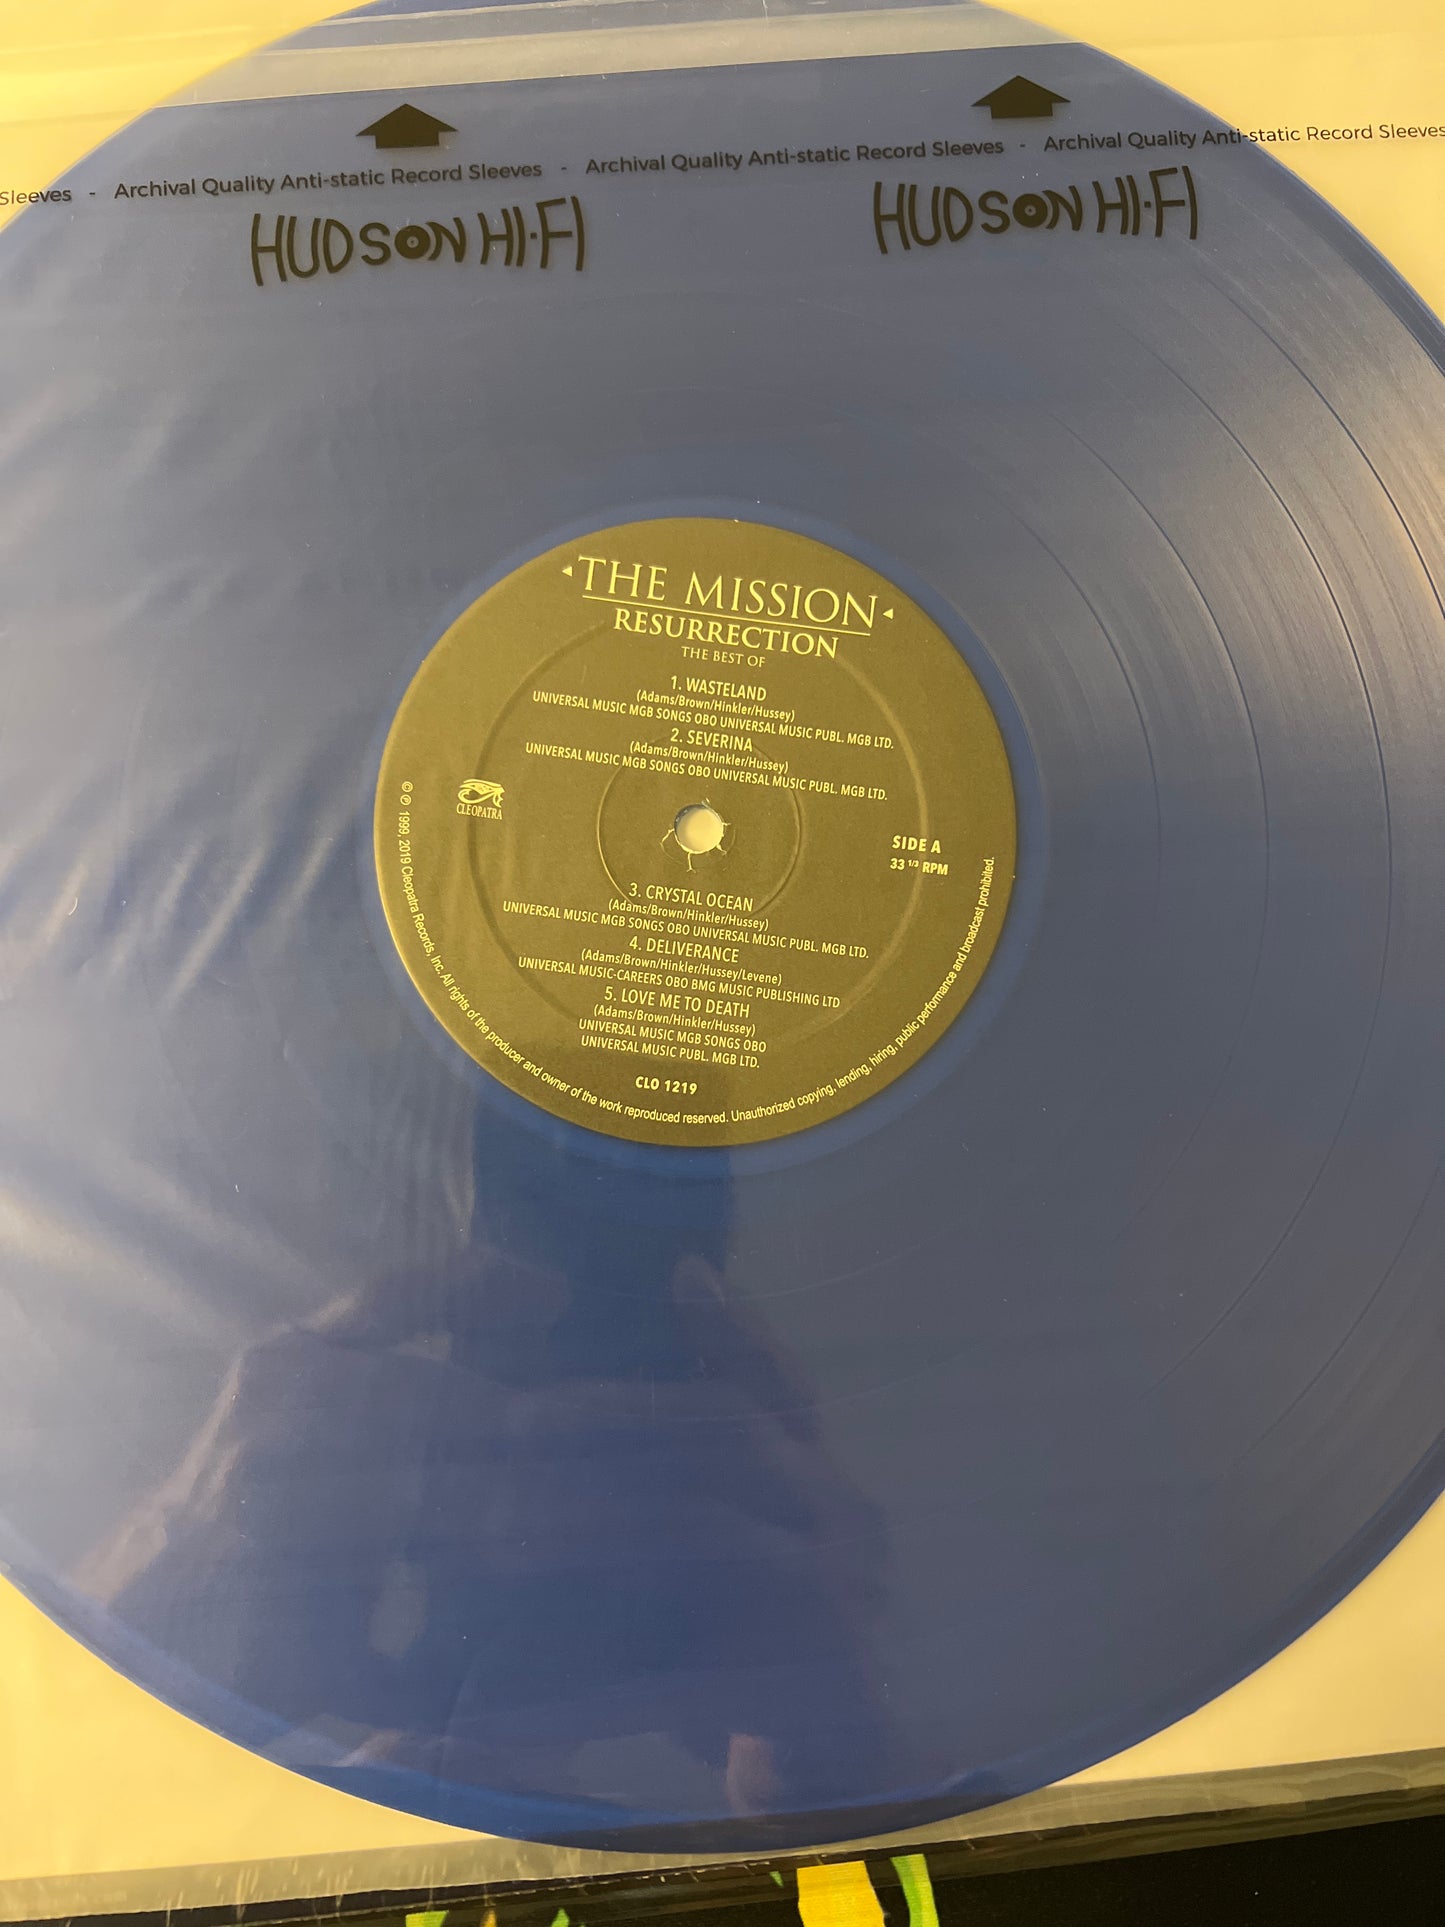 Sleeves - Archival Quality Anti-static Record Sleeves - Archival Quality Anti-static Record Sleeves - Archival Quality Anti-static Record Sleeves
HUDSON HI-FI HUDSON HI-FI
THE MISSION
RESURRECTION
THE BEST OF
1. WASTELAND
(Adams/Brown/Hinkler/Hussey)
UNIVERSAL MUSIC MGB SONGS OBO UNIVERSAL MUSIC PUBL. MGB LTD.
2. SEVERINA
(Adams/Brown/Hinkler/Hussey)
UNIVERSAL MUSIC MGB SONGS OBO UNIVERSAL MUSIC PUBL. MGB LTD.
CLEOPATRA
SIDE A
33 1/3 RPM
3. CRYSTAL OCEAN
(Adams/Brown/Hinkler/Hussey)
UNIVERSAL MUSIC MGB SONGS OBO UNIVERSAL MUSIC PUBL. MGB LTD.
4. DELIVERANCE
(Adams/Brown/Hinkler/Hussey/Levene)
UNIVERSAL MUSIC-CAREERS OBO BMG MUSIC PUBLISHING LTD
5. LOVE ME TO DEATH
(Adams/Brown/Hinkler/Hussey)
UNIVERSAL MUSIC MGB SONGS OBO
UNIVERSAL MUSIC PUBL. MGB LTD.
CLO 1219
© ℗ 1999, 2019 Cleopatra Records, Inc. All rights of the producer and owner of the work reproduced reserved. Unauthorized copying, lending, hiring, public performance and broadcast prohibited.